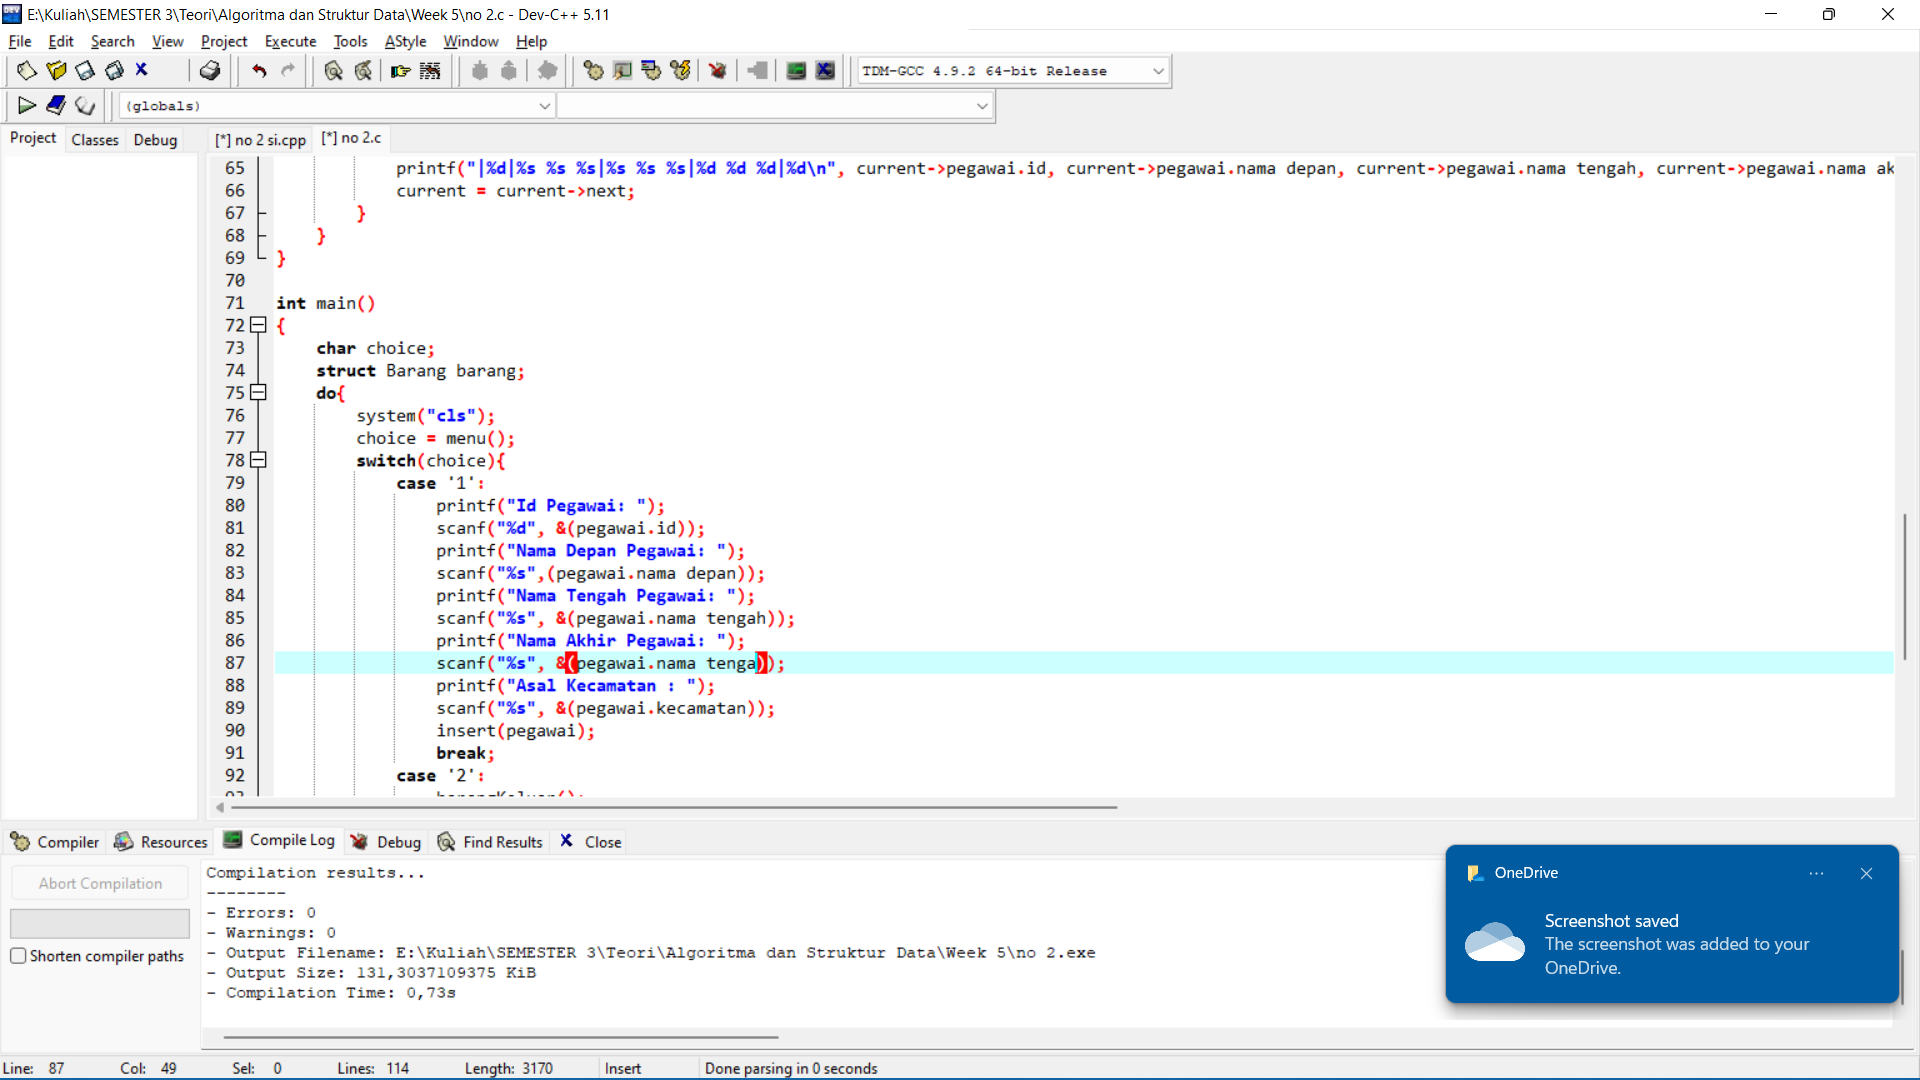 E:\Kuliah\SEMESTER 3\Teori\Algoritma dan Struktur Data\Week 5\no 2.c - Dev-C++ 5.11
File Edit Search View Project Execute Tools AStyle Window Help
TDM-GCC 4.9.2 64-bit Release
(globals)
Project Classes Debug [*] no 2 si.cpp [*] no 2.c
65 printf("|%d|%s %s %s|%s %s %s|%d %d %d|%d\n", current->pegawai.id, current->pegawai.nama depan, current->pegawai.nama tengah, current->pegawai.nama ak
66 current = current->next;
67 }
68 }
69 }
70
71 int main()
72 {
73 char choice;
74 struct Barang barang;
75 do{
76 system("cls");
77 choice = menu();
78 switch(choice){
79 case '1':
80 printf("Id Pegawai: ");
81 scanf("%d", &(pegawai.id));
82 printf("Nama Depan Pegawai: ");
83 scanf("%s",(pegawai.nama depan));
84 printf("Nama Tengah Pegawai: ");
85 scanf("%s", &(pegawai.nama tengah));
86 printf("Nama Akhir Pegawai: ");
87 scanf("%s", &(pegawai.nama tenga));
88 printf("Asal Kecamatan : ");
89 scanf("%s", &(pegawai.kecamatan));
90 insert(pegawai);
91 break;
92 case '2':
Compiler Resources Compile Log Debug Find Results Close
Abort Compilation
Shorten compiler paths
Compilation results...
--------
- Errors: 0
- Warnings: 0
- Output Filename: E:\Kuliah\SEMESTER 3\Teori\Algoritma dan Struktur Data\Week 5\no 2.exe
- Output Size: 131,3037109375 KiB
- Compilation Time: 0,73s
OneDrive
Screenshot saved
The screenshot was added to your
OneDrive.
Line: 87 Col: 49 Sel: 0 Lines: 114 Length: 3170 Insert Done parsing in 0 seconds